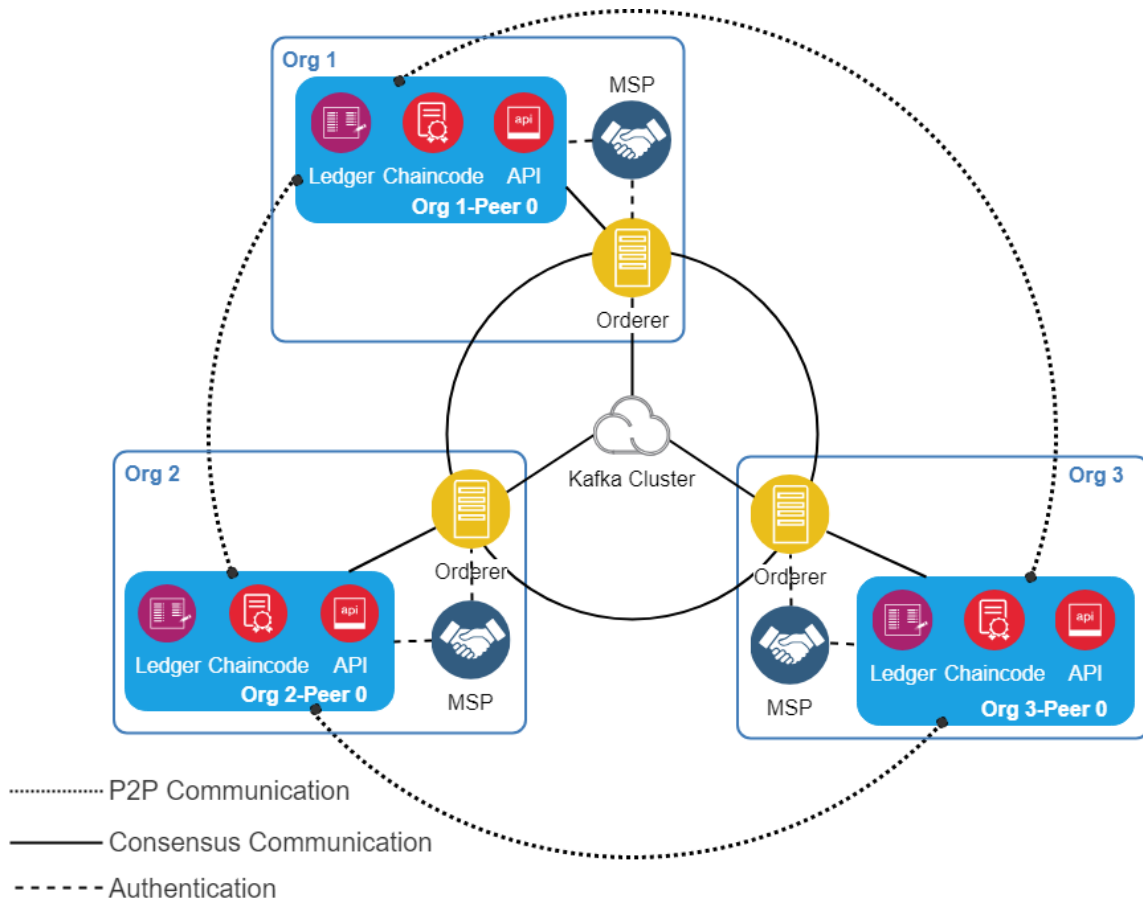 Org 1
MSP
api
Ledger Chaincode API
Org 1-Peer 0
Orderer
Kafka Cluster
Org 2
Orderer
api
Ledger Chaincode API
Org 2-Peer 0
MSP
Org 3
Orderer
api
Ledger Chaincode API
Org 3-Peer 0
MSP
P2P Communication
Consensus Communication
Authentication